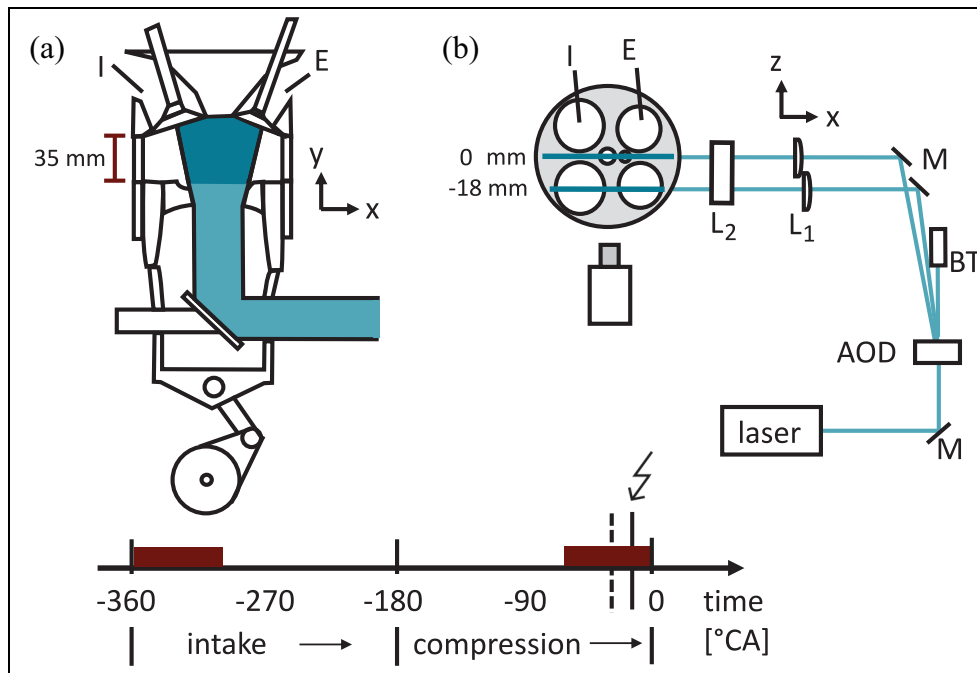 (a)
I
E
35 mm
y
x
(b)
I
E
z
x
0 mm
-18 mm
M
L2
L1
BT
AOD
laser
M
-360 -270 -180 -90 0 time
[°CA]
intake compression